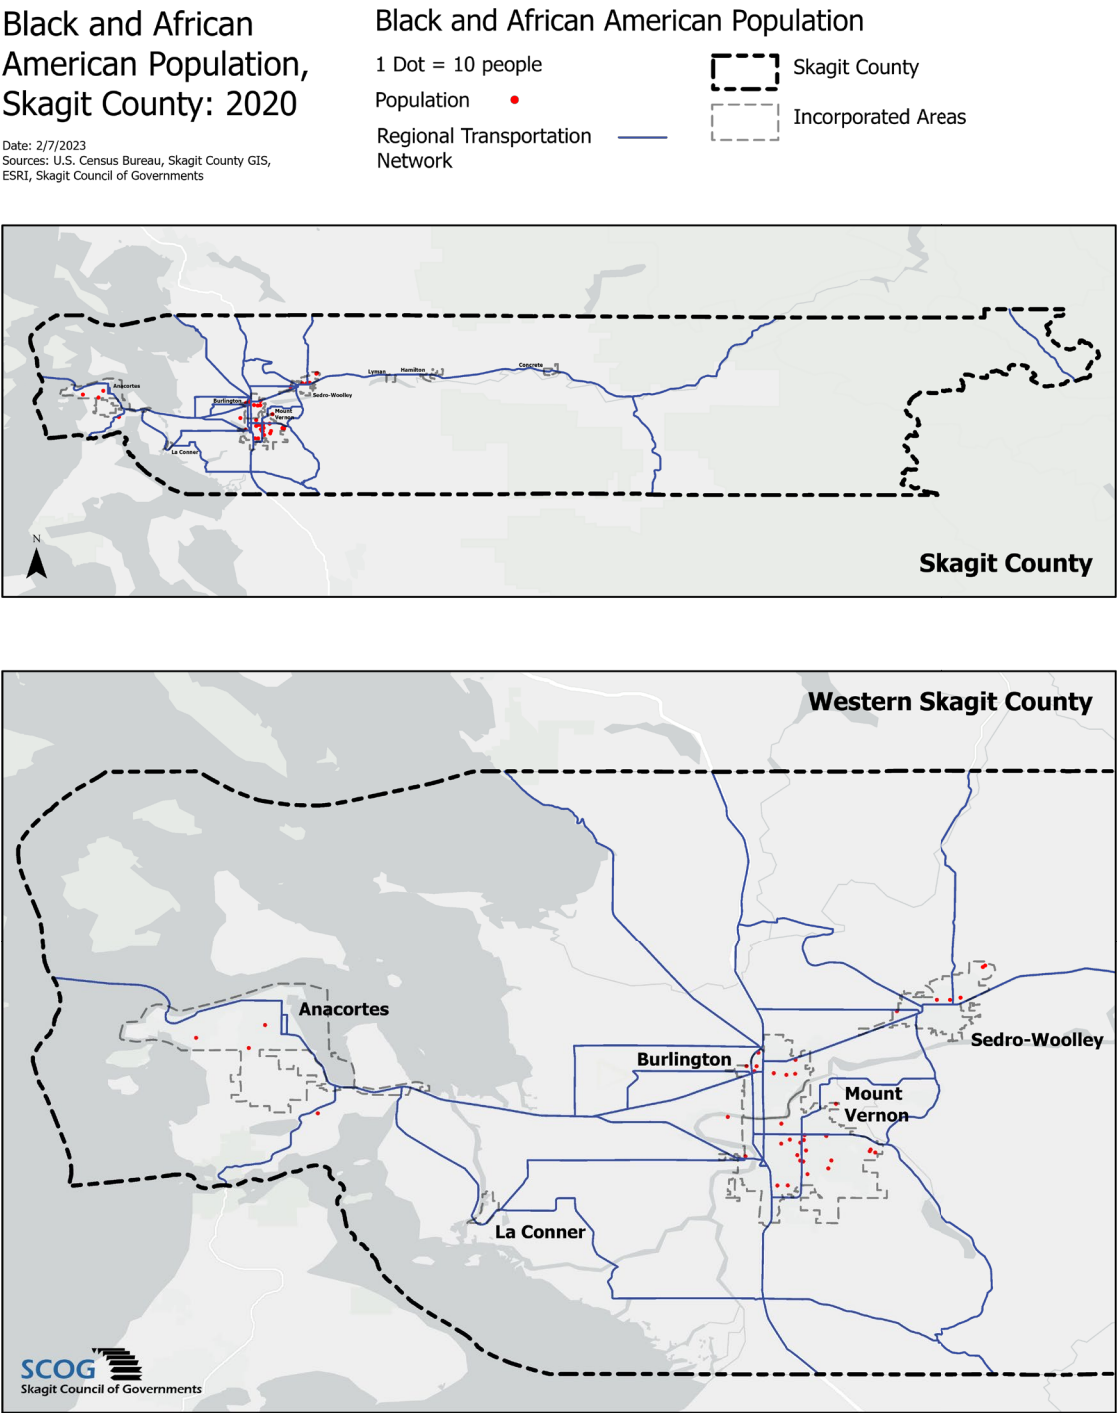 Black and African
American Population,
Skagit County: 2020
Date: 2/7/2023
Sources: U.S. Census Bureau, Skagit County GIS,
ESRI, Skagit Council of Governments
Black and African American Population
1 Dot = 10 people
Population
Regional Transportation
Network
Skagit County
Incorporated Areas
Anacortes
Burlington
Mount
Vernon
La Conner
Sedro-Woolley
Lyman
Hamilton
Concrete
N
Skagit County
Western Skagit County
Anacortes
Burlington
Sedro-Woolley
Mount
Vernon
La Conner
SCOG
Skagit Council of Governments